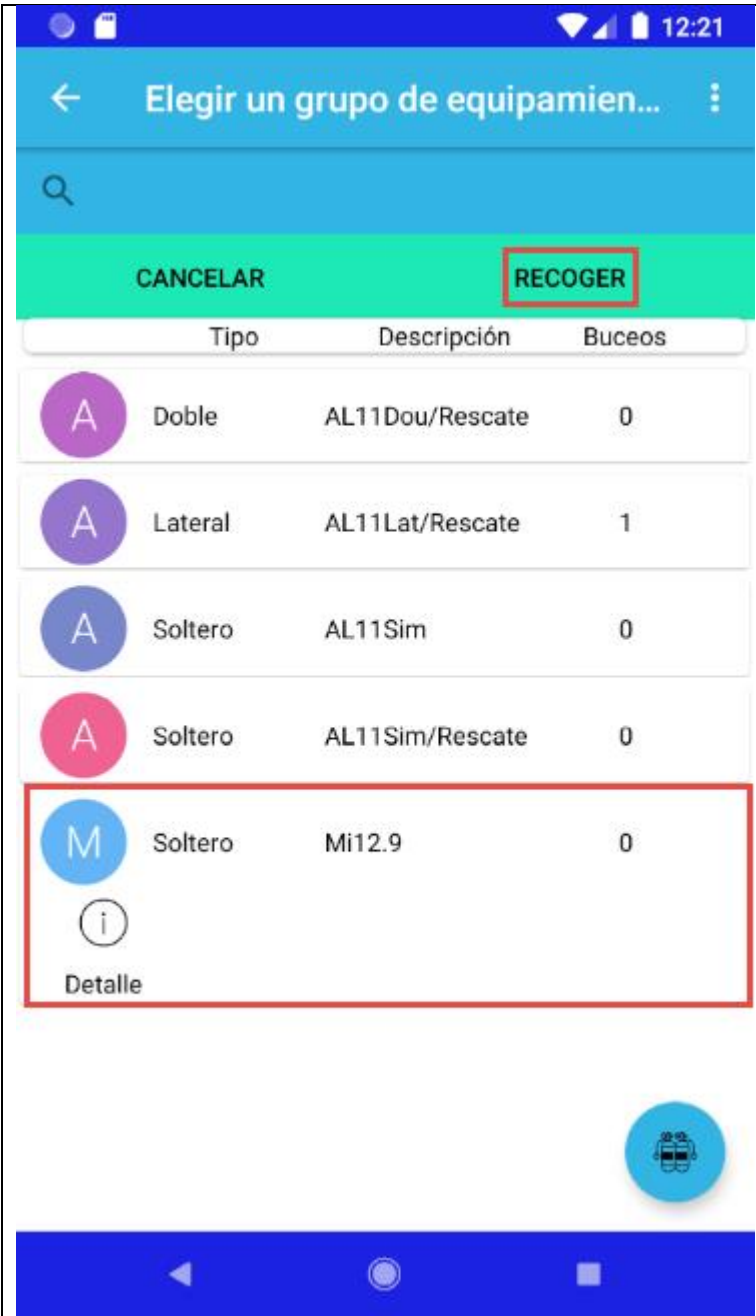 12:21
Elegir un grupo de equipamien...
CANCELAR RECOGER
Tipo Descripción Buceos
A Doble AL11Dou/Rescate 0
A Lateral AL11Lat/Rescate 1
A Soltero AL11Sim 0
A Soltero AL11Sim/Rescate 0
M Soltero Mi12.9 0
i
Detalle